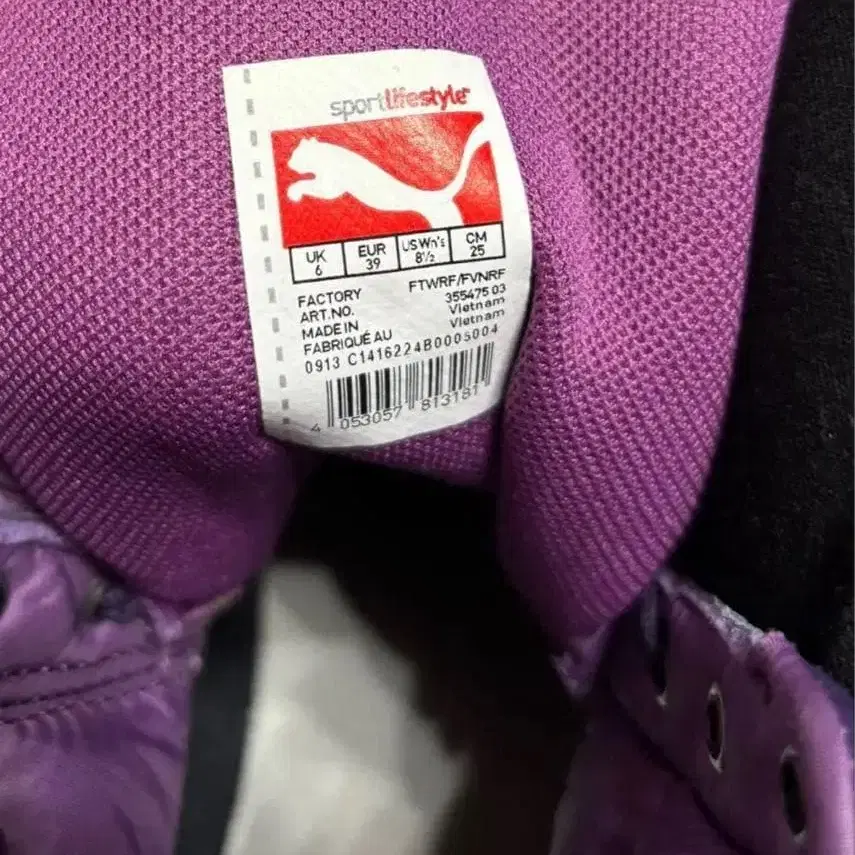 sportlifestyle®
UK EUR US Wn's CM
6 39 8½ 25
FACTORY FTWRF/FVNRF
ART.NO. 355475 03
MADE IN Vietnam
FABRIQUÉ AU Vietnam
0913 C1416224B0005004
4 053057 813181